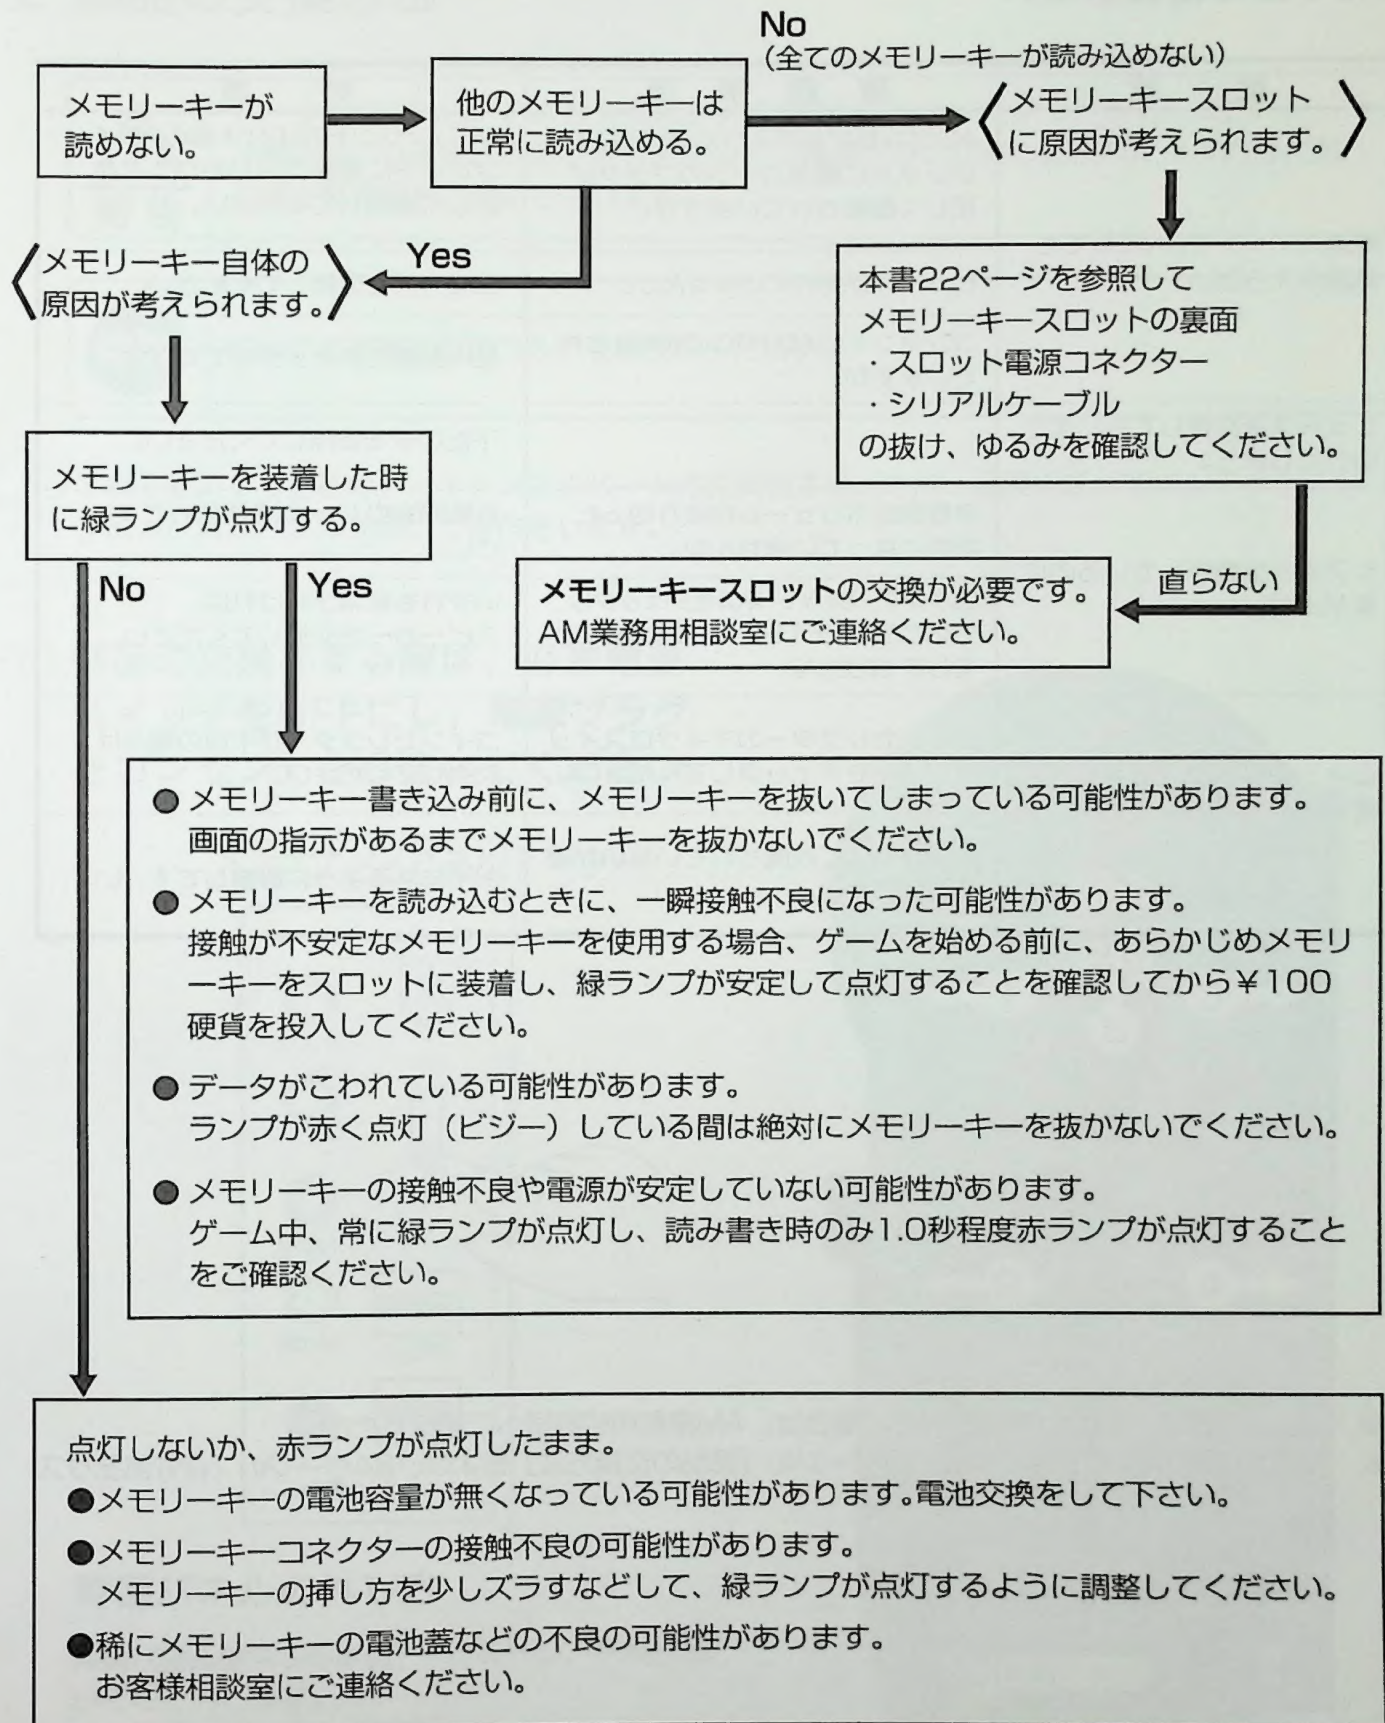 No
（全てのメモリーキーが読み込めない）
メモリーキーが
読めない。
他のメモリーキーは
正常に読み込める。
メモリーキースロット
に原因が考えられます。
Yes
メモリーキー自体の
原因が考えられます。
本書22ページを参照して
メモリーキースロットの裏面
・スロット電源コネクター
・シリアルケーブル
の抜け、ゆるみを確認してください。
メモリーキーを装着した時
に緑ランプが点灯する。
No
Yes
直らない
メモリーキースロットの交換が必要です。
AM業務用相談室にご連絡ください。
●メモリーキー書き込み前に、メモリーキーを抜いてしまっている可能性があります。
画面の指示があるまでメモリーキーを抜かないでください。
●メモリーキーを読み込むときに、一瞬接触不良になった可能性があります。
接触が不安定なメモリーキーを使用する場合、ゲームを始める前に、あらかじめメモリ
ーキーをスロットに装着し、緑ランプが安定して点灯することを確認してから￥100
硬貨を投入してください。
●データがこわれている可能性があります。
ランプが赤く点灯（ビジー）している間は絶対にメモリーキーを抜かないでください。
●メモリーキーの接触不良や電源が安定していない可能性があります。
ゲーム中、常に緑ランプが点灯し、読み書き時のみ1.0秒程度赤ランプが点灯すること
をご確認ください。
点灯しないか、赤ランプが点灯したまま。
●メモリーキーの電池容量が無くなっている可能性があります。電池交換をして下さい。
●メモリーキーコネクターの接触不良の可能性があります。
メモリーキーの挿し方を少しズラすなどして、緑ランプが点灯するように調整してください。
●稀にメモリーキーの電池蓋などの不良の可能性があります。
お客様相談室にご連絡ください。